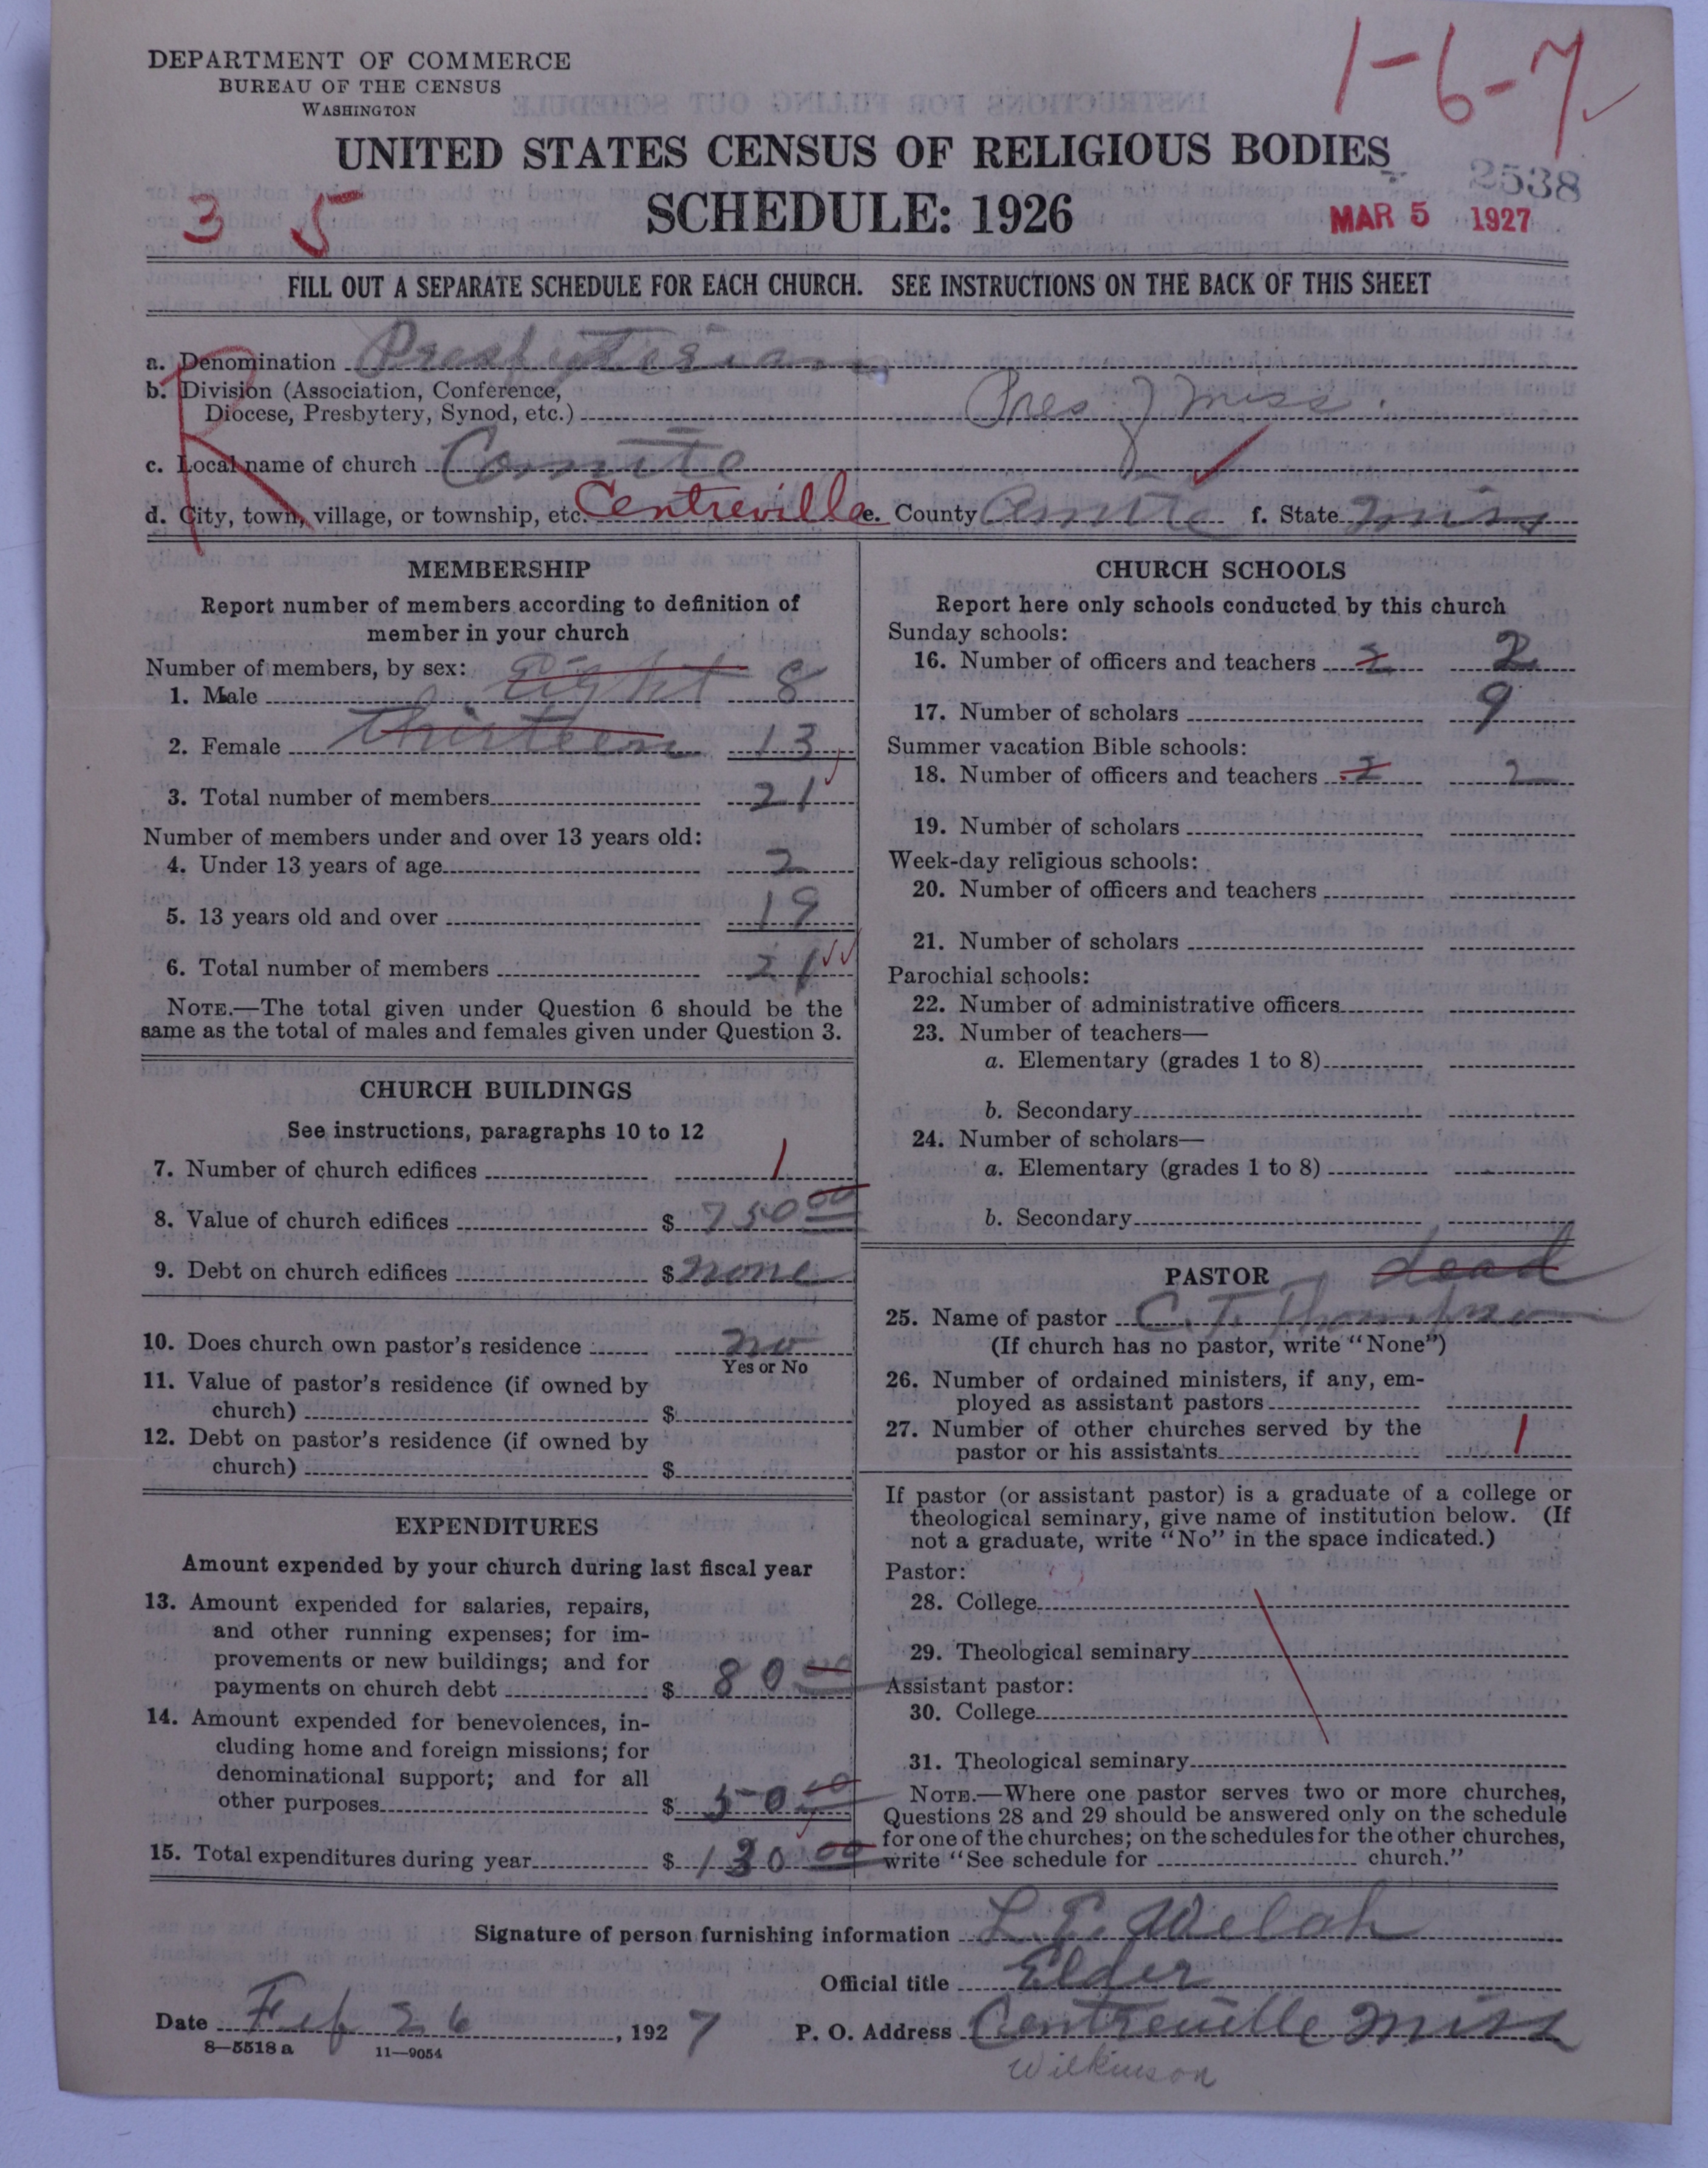 DEPARTMENT OF COMMERCE
BUREAU OF THE CENSUS
WASHINGTON
1-6-7
UNITED STATES CENSUS OF RELIGIOUS BODIES
2538
3 5
SCHEDULE: 1926
MAR 5 1927
FILL OUT A SEPARATE SCHEDULE FOR EACH CHURCH. SEE INSTRUCTIONS ON THE BACK OF THIS SHEET
R
a. Denomination Presbyterian
b. Division (Association, Conference,
Diocese, Presbytery, Synod, etc.) Pres. of Miss.
c. Local name of church Comite
d. City, town, village, or township, etc. Centreville e. County Amite f. State Miss
MEMBERSHIP
Report number of members according to definition of
member in your church
Number of members, by sex:
1. Male Eight 8
2. Female thirteen 13
3. Total number of members 21
Number of members under and over 13 years old:
4. Under 13 years of age 2
5. 13 years old and over 19
6. Total number of members 21
NOTE.—The total given under Question 6 should be the
same as the total of males and females given under Question 3.
CHURCH BUILDINGS
See instructions, paragraphs 10 to 12
7. Number of church edifices 1
8. Value of church edifices $ 750 00
9. Debt on church edifices $ none
10. Does church own pastor's residence no
Yes or No
11. Value of pastor's residence (if owned by
church) $
12. Debt on pastor's residence (if owned by
church) $
EXPENDITURES
Amount expended by your church during last fiscal year
13. Amount expended for salaries, repairs,
and other running expenses; for im-
provements or new buildings; and for
payments on church debt $ 80 00
14. Amount expended for benevolences, in-
cluding home and foreign missions; for
denominational support; and for all
other purposes $ 50 00
15. Total expenditures during year $ 130 00
CHURCH SCHOOLS
Report here only schools conducted by this church
Sunday schools:
16. Number of officers and teachers 2 2
17. Number of scholars 9
Summer vacation Bible schools:
18. Number of officers and teachers 2 2
19. Number of scholars
Week-day religious schools:
20. Number of officers and teachers
21. Number of scholars
Parochial schools:
22. Number of administrative officers
23. Number of teachers—
a. Elementary (grades 1 to 8)
b. Secondary
24. Number of scholars—
a. Elementary (grades 1 to 8)
b. Secondary
PASTOR dead
25. Name of pastor C. T. Thompson
(If church has no pastor, write "None")
26. Number of ordained ministers, if any, em-
ployed as assistant pastors
27. Number of other churches served by the
pastor or his assistants 1
If pastor (or assistant pastor) is a graduate of a college or
theological seminary, give name of institution below. (If
not a graduate, write "No" in the space indicated.)
Pastor:
28. College
29. Theological seminary
Assistant pastor:
30. College
31. Theological seminary
NOTE.—Where one pastor serves two or more churches,
Questions 28 and 29 should be answered only on the schedule
for one of the churches; on the schedules for the other churches,
write "See schedule for church."
Signature of person furnishing information Welch
Official title Elder
Date Feb 26, 1927 P. O. Address Centreville Miss
8—5518 a 11—9054
Wilkinson